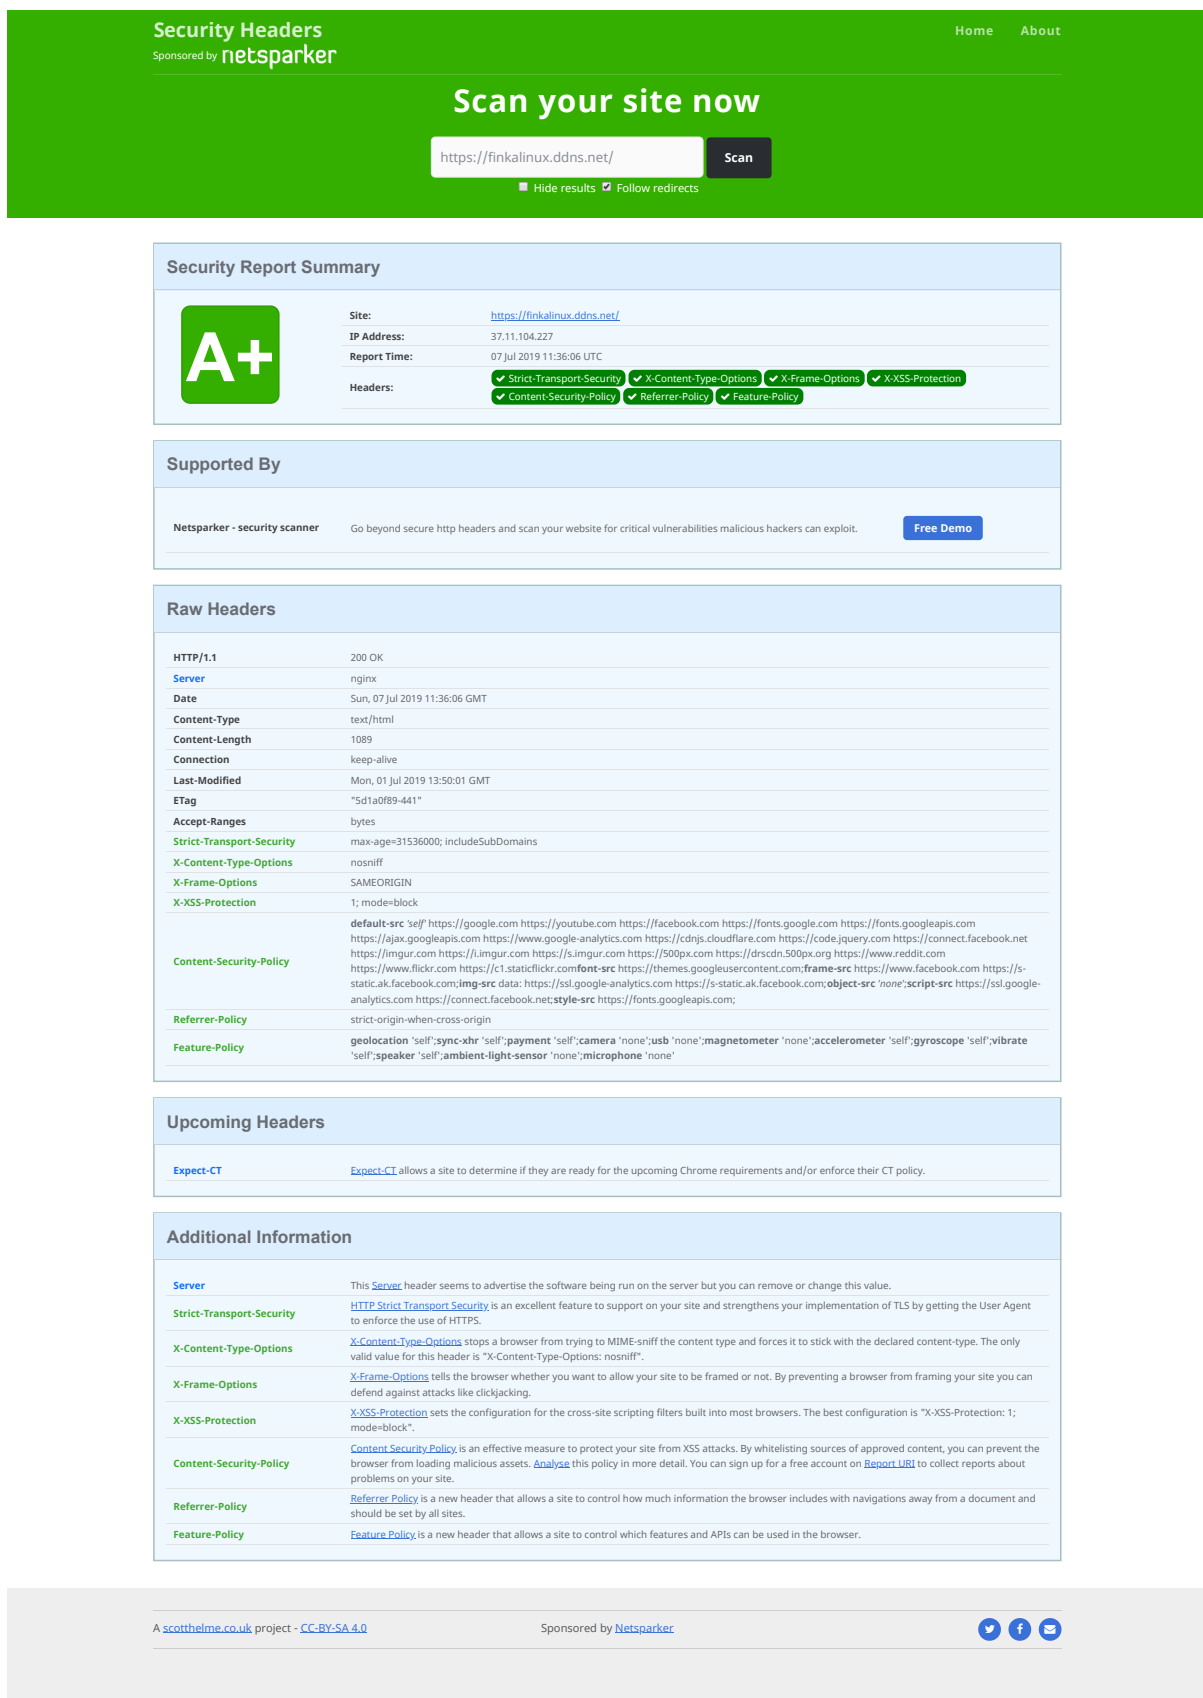 Security Headers
Sponsored by netsparker
Home About
Scan your site now
https://finkalinux.ddns.net/ Scan
Hide results Follow redirects
Security Report Summary
A+
Site: https://finkalinux.ddns.net/
IP Address: 37.11.104.227
Report Time: 07 Jul 2019 11:36:06 UTC
Headers: ✔ Strict-Transport-Security ✔ X-Content-Type-Options ✔ X-Frame-Options ✔ X-XSS-Protection
✔ Content-Security-Policy ✔ Referrer-Policy ✔ Feature-Policy
Supported By
Netsparker - security scanner Go beyond secure http headers and scan your website for critical vulnerabilities malicious hackers can exploit. Free Demo
Raw Headers
HTTP/1.1 200 OK
Server nginx
Date Sun, 07 Jul 2019 11:36:06 GMT
Content-Type text/html
Content-Length 1089
Connection keep-alive
Last-Modified Mon, 01 Jul 2019 13:50:01 GMT
ETag "5d1a0f89-441"
Accept-Ranges bytes
Strict-Transport-Security max-age=31536000; includeSubDomains
X-Content-Type-Options nosniff
X-Frame-Options SAMEORIGIN
X-XSS-Protection 1; mode=block
Content-Security-Policy default-src 'self' https://google.com https://youtube.com https://facebook.com https://fonts.google.com https://fonts.googleapis.com
https://ajax.googleapis.com https://www.google-analytics.com https://cdnjs.cloudflare.com https://code.jquery.com https://connect.facebook.net
https://imgur.com https://i.imgur.com https://s.imgur.com https://500px.com https://drscdn.500px.org https://www.reddit.com
https://www.flickr.com https://c1.staticflickr.comfont-src https://themes.googleusercontent.com;frame-src https://www.facebook.com https://s-
static.ak.facebook.com;img-src data: https://ssl.google-analytics.com https://s-static.ak.facebook.com;object-src 'none';script-src https://ssl.google-
analytics.com https://connect.facebook.net;style-src https://fonts.googleapis.com;
Referrer-Policy strict-origin-when-cross-origin
Feature-Policy geolocation 'self';sync-xhr 'self';payment 'self';camera 'none';usb 'none';magnetometer 'none';accelerometer 'self';gyroscope 'self';vibrate
'self';speaker 'self';ambient-light-sensor 'none';microphone 'none'
Upcoming Headers
Expect-CT Expect-CT allows a site to determine if they are ready for the upcoming Chrome requirements and/or enforce their CT policy.
Additional Information
Server This Server header seems to advertise the software being run on the server but you can remove or change this value.
Strict-Transport-Security HTTP Strict Transport Security is an excellent feature to support on your site and strengthens your implementation of TLS by getting the User Agent
to enforce the use of HTTPS.
X-Content-Type-Options X-Content-Type-Options stops a browser from trying to MIME-sniff the content type and forces it to stick with the declared content-type. The only
valid value for this header is "X-Content-Type-Options: nosniff".
X-Frame-Options X-Frame-Options tells the browser whether you want to allow your site to be framed or not. By preventing a browser from framing your site you can
defend against attacks like clickjacking.
X-XSS-Protection X-XSS-Protection sets the configuration for the cross-site scripting filters built into most browsers. The best configuration is "X-XSS-Protection: 1;
mode=block".
Content-Security-Policy Content Security Policy is an effective measure to protect your site from XSS attacks. By whitelisting sources of approved content, you can prevent the
browser from loading malicious assets. Analyse this policy in more detail. You can sign up for a free account on Report URI to collect reports about
problems on your site.
Referrer-Policy Referrer Policy is a new header that allows a site to control how much information the browser includes with navigations away from a document and
should be set by all sites.
Feature-Policy Feature Policy is a new header that allows a site to control which features and APIs can be used in the browser.
A scotthelme.co.uk project - CC-BY-SA 4.0 Sponsored by Netsparker